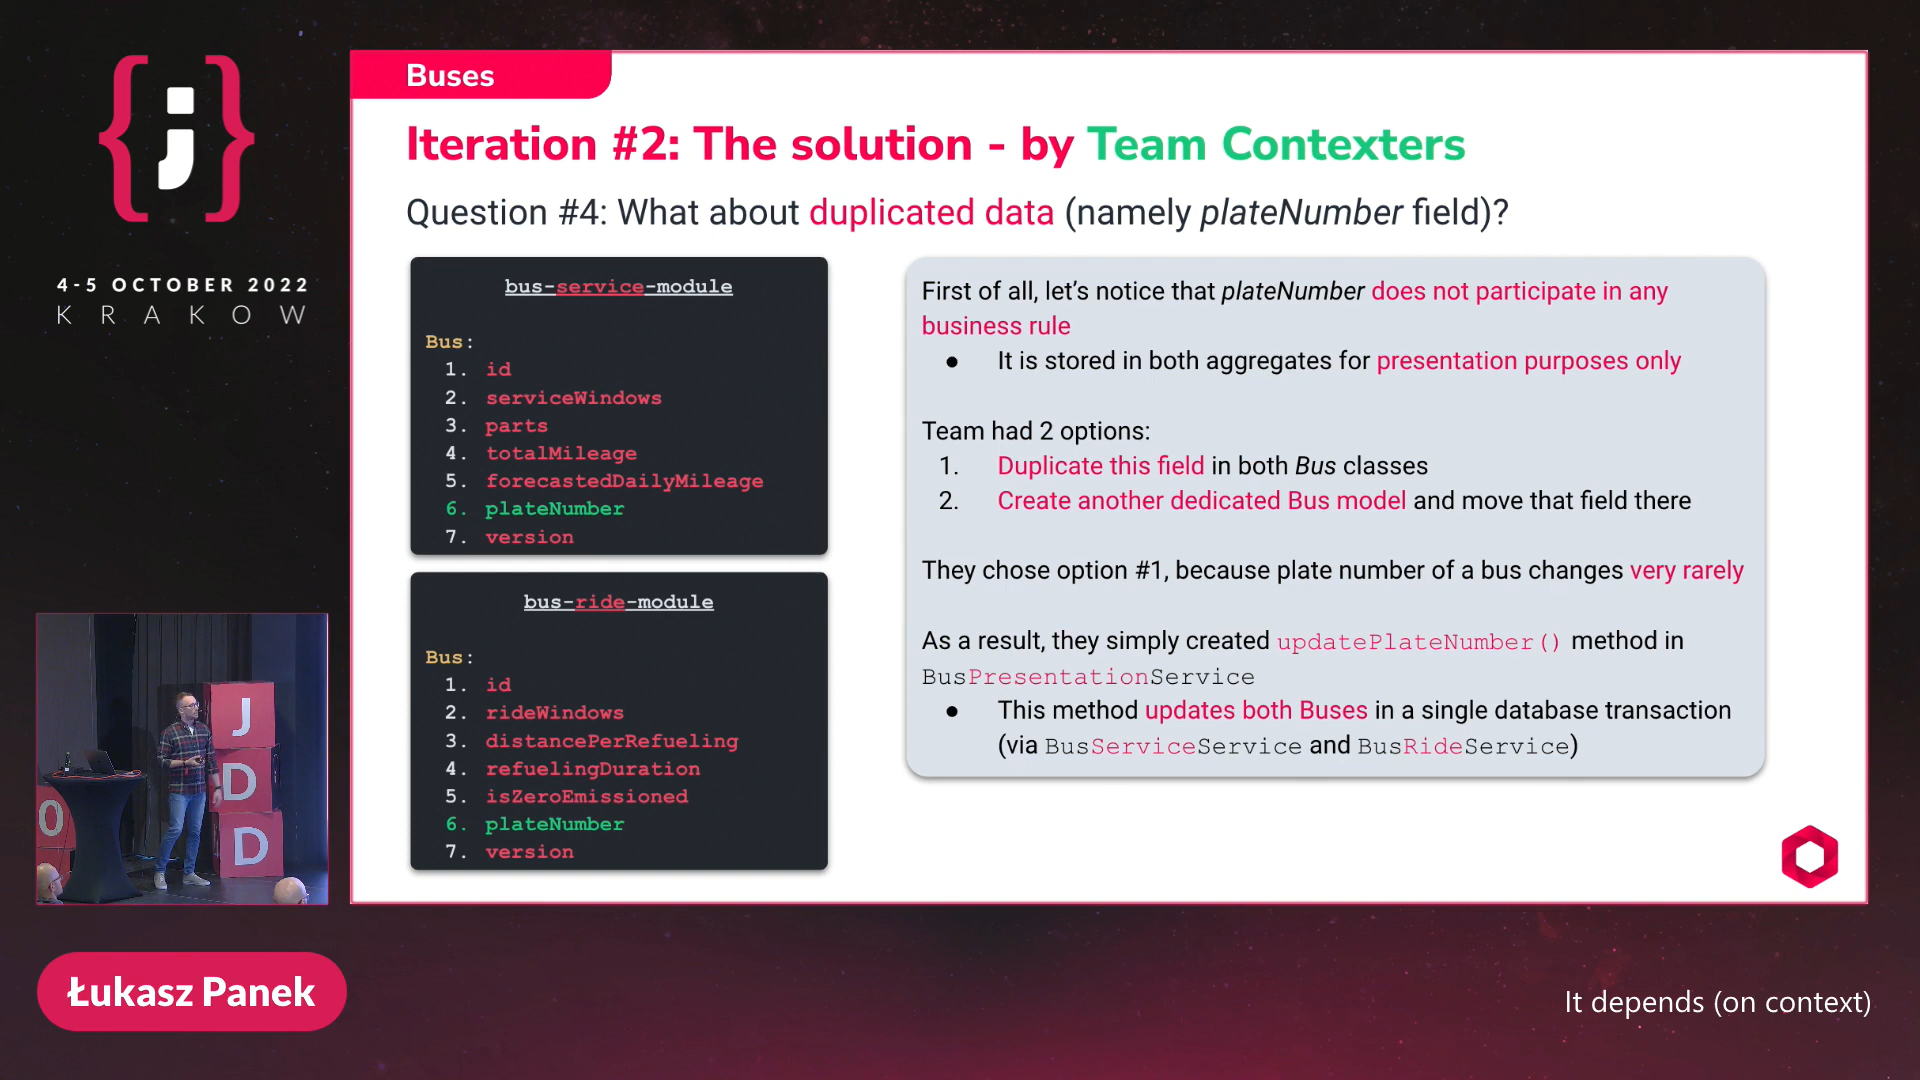 {j}
4-5 OCTOBER 2022
KRAKOW
Buses
Iteration #2: The solution - by Team Contexters
Question #4: What about duplicated data (namely plateNumber field)?
bus-service-module
Bus:
1. id
2. serviceWindows
3. parts
4. totalMileage
5. forecastedDailyMileage
6. plateNumber
7. version
bus-ride-module
Bus:
1. id
2. rideWindows
3. distancePerRefueling
4. refuelingDuration
5. isZeroEmissioned
6. plateNumber
7. version
First of all, let's notice that plateNumber does not participate in any
business rule
● It is stored in both aggregates for presentation purposes only
Team had 2 options:
1. Duplicate this field in both Bus classes
2. Create another dedicated Bus model and move that field there
They chose option #1, because plate number of a bus changes very rarely
As a result, they simply created updatePlateNumber() method in
BusPresentationService
● This method updates both Buses in a single database transaction
(via BusServiceService and BusRideService)
J
D
D
0
Łukasz Panek
It depends (on context)